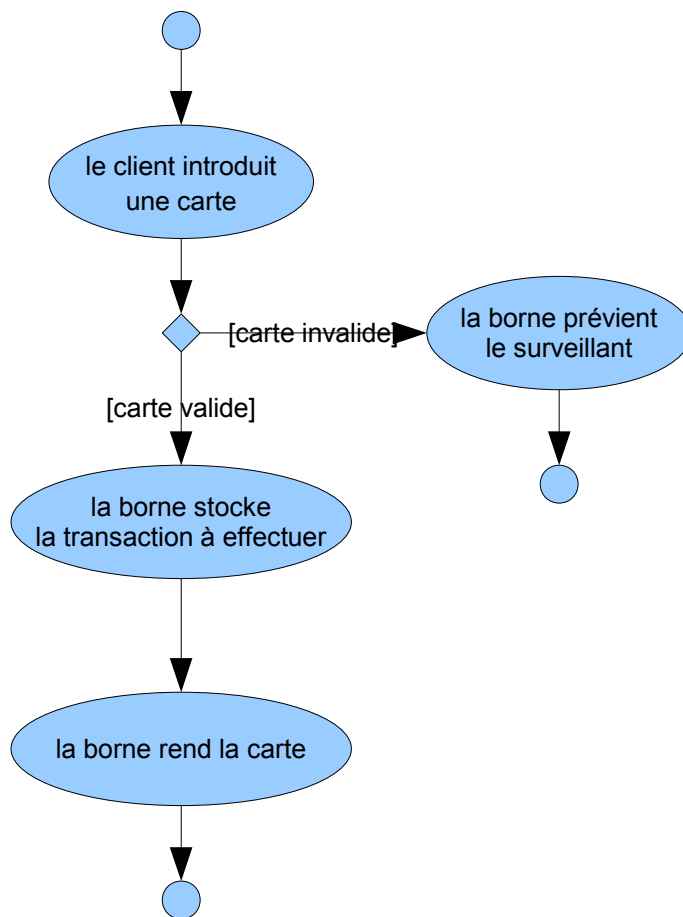 le client introduit
une carte
[carte invalide]
la borne prévient
le surveillant
[carte valide]
la borne stocke
la transaction à effectuer
la borne rend la carte